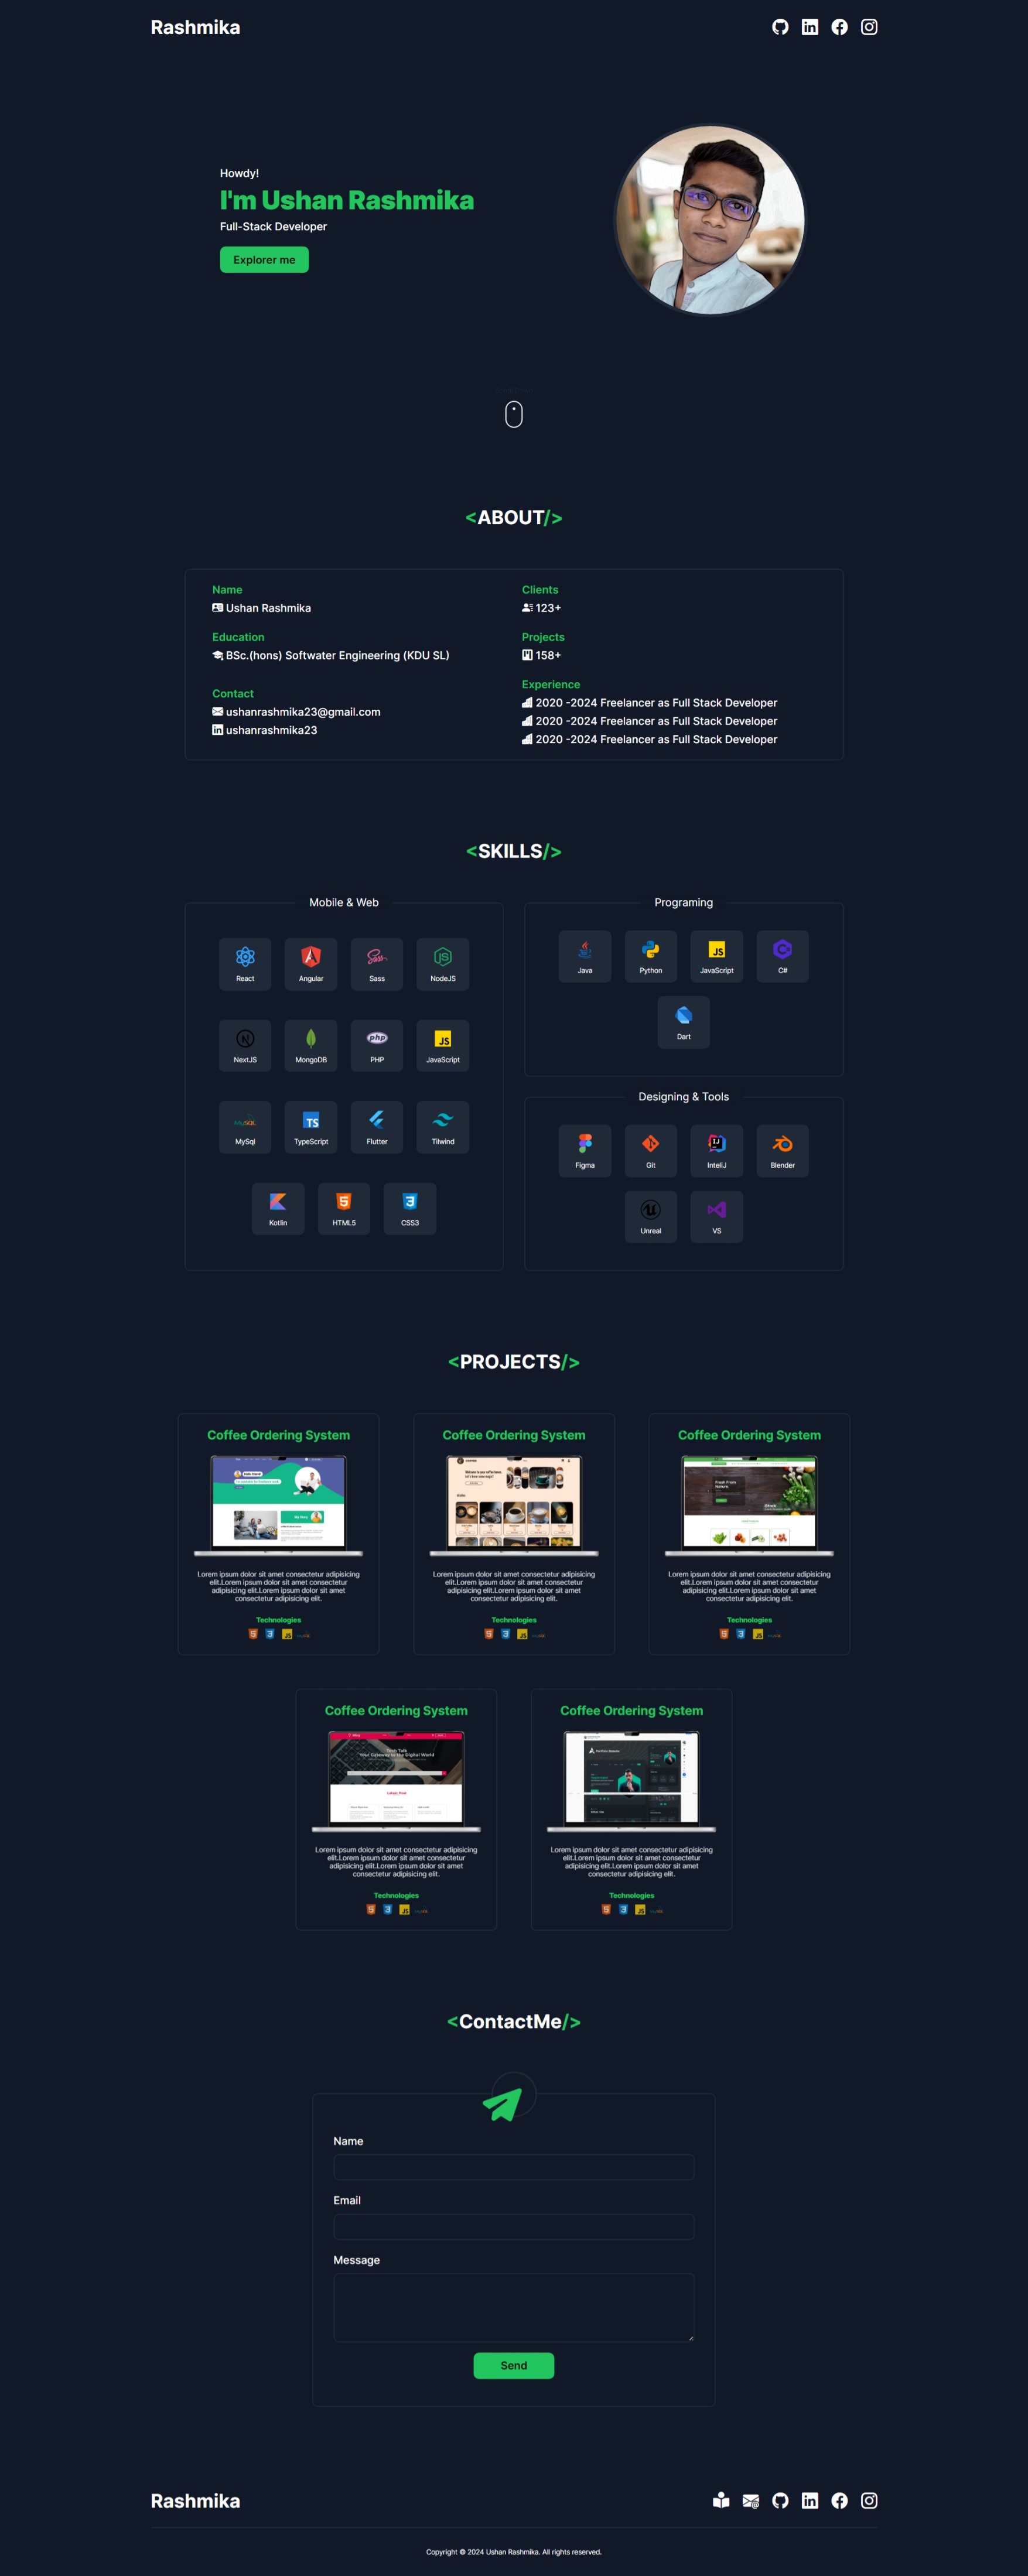 Rashmika
Howdy!
I'm Ushan Rashmika
Full-Stack Developer
Explorer me
<ABOUT/>
Name
Ushan Rashmika
Education
BSc.(hons) Softwater Engineering (KDU SL)
Contact
ushanrashmika23@gmail.com
ushanrashmika23
Clients
123+
Projects
158+
Experience
2020 -2024 Freelancer as Full Stack Developer
2020 -2024 Freelancer as Full Stack Developer
2020 -2024 Freelancer as Full Stack Developer
<SKILLS/>
Mobile & Web
React Angular Sass NodeJS
NextJS MongoDB PHP JavaScript
MySql TypeScript Flutter Tilwind
Kotlin HTML5 CSS3
Programing
Java Python JavaScript C#
Dart
Designing & Tools
Figma Git InteliJ Blender
Unreal VS
<PROJECTS/>
Coffee Ordering System
Lorem ipsum dolor sit amet consectetur adipisicing
elit.Lorem ipsum dolor sit amet consectetur
adipisicing elit.Lorem ipsum dolor sit amet
consectetur adipisicing elit.
Technologies
Coffee Ordering System
Lorem ipsum dolor sit amet consectetur adipisicing
elit.Lorem ipsum dolor sit amet consectetur
adipisicing elit.Lorem ipsum dolor sit amet
consectetur adipisicing elit.
Technologies
Coffee Ordering System
Fresh From
Nature
Lorem ipsum dolor sit amet consectetur adipisicing
elit.Lorem ipsum dolor sit amet consectetur
adipisicing elit.Lorem ipsum dolor sit amet
consectetur adipisicing elit.
Technologies
Coffee Ordering System
Tech Talk
Your Gateway to the Digital World
Lorem ipsum dolor sit amet consectetur adipisicing
elit.Lorem ipsum dolor sit amet consectetur
adipisicing elit.Lorem ipsum dolor sit amet
consectetur adipisicing elit.
Technologies
Coffee Ordering System
Lorem ipsum dolor sit amet consectetur adipisicing
elit.Lorem ipsum dolor sit amet consectetur
adipisicing elit.Lorem ipsum dolor sit amet
consectetur adipisicing elit.
Technologies
<ContactMe/>
Name
Email
Message
Send
Rashmika
Copyright © 2024 Ushan Rashmika. All rights reserved.